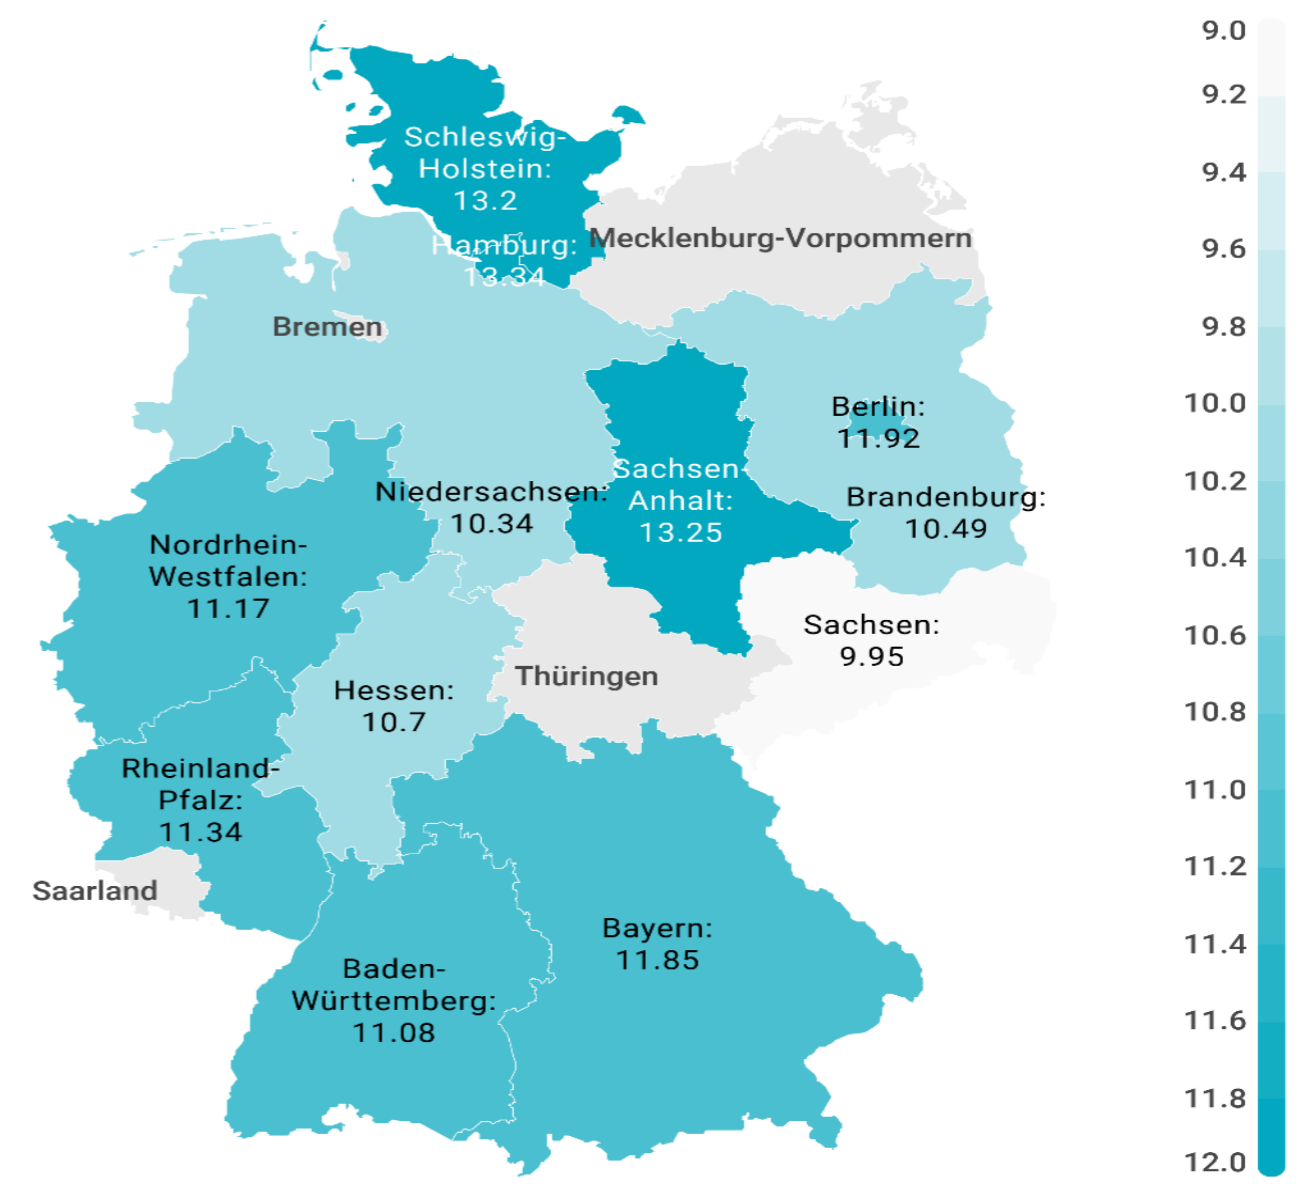 Schleswig-
Holstein:
13.2
Hamburg:
13.34
Mecklenburg-Vorpommern
Bremen
Berlin:
11.92
Sachsen-
Anhalt:
13.25
Niedersachsen:
10.34
Brandenburg:
10.49
Nordrhein-
Westfalen:
11.17
Sachsen:
9.95
Thüringen
Hessen:
10.7
Rheinland-
Pfalz:
11.34
Saarland
Bayern:
11.85
Baden-
Württemberg:
11.08
9.0
9.2
9.4
9.6
9.8
10.0
10.2
10.4
10.6
10.8
11.0
11.2
11.4
11.6
11.8
12.0